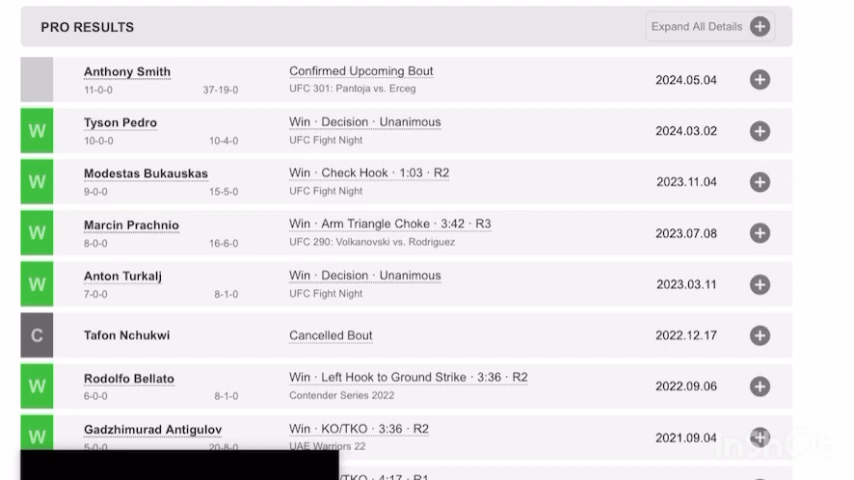 PRO RESULTS
Expand All Details
Anthony Smith
Confirmed Upcoming Bout
2024.05.04
11-0-0
37-19-0
UFC 301: Pantoja vs. Erceg
W
Tyson Pedro
Win · Decision · Unanimous
2024.03.02
10-0-0
10-4-0
UFC Fight Night
W
Modestas Bukauskas
Win · Check Hook · 1:03 · R2
2023.11.04
9-0-0
15-5-0
UFC Fight Night
W
Marcin Prachnio
Win · Arm Triangle Choke · 3:42 · R3
2023.07.08
8-0-0
16-6-0
UFC 290: Volkanovski vs. Rodriguez
W
Anton Turkalj
Win · Decision · Unanimous
2023.03.11
7-0-0
8-1-0
UFC Fight Night
C
Tafon Nchukwi
Cancelled Bout
2022.12.17
W
Rodolfo Bellato
Win · Left Hook to Ground Strike · 3:36 · R2
2022.09.06
6-0-0
8-1-0
Contender Series 2022
W
Gadzhimurad Antigulov
Win · KO/TKO · 3:36 · R2
2021.09.04
5-0-0
20-8-0
UAE Warriors 22
InShOt
/TKO · 4:17 · R1